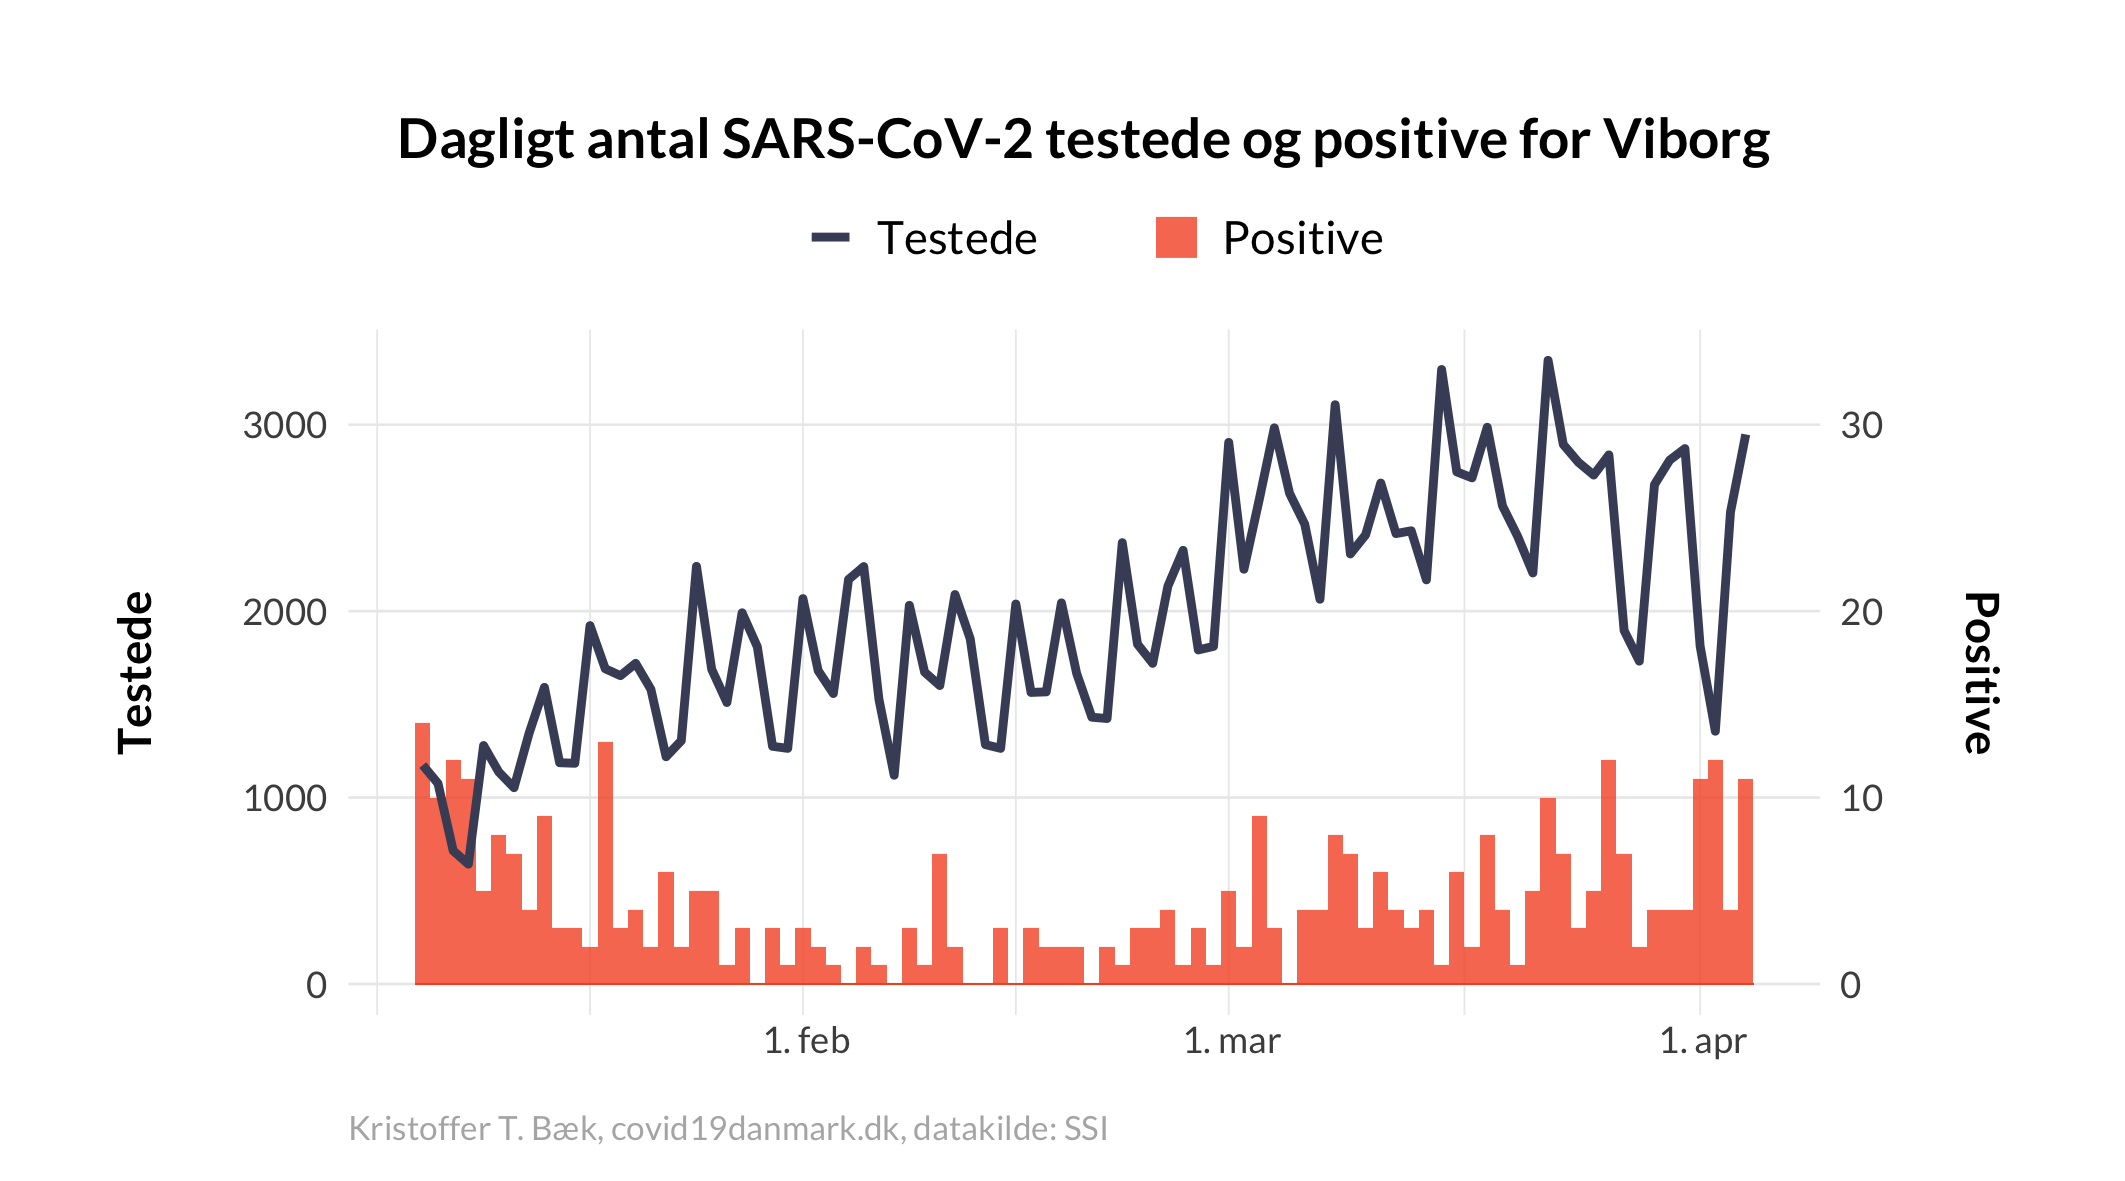 Dagligt antal SARS-CoV-2 testede og positive for Viborg
Testede
Positive
3000
2000
1000
0
Testede
30
20
10
0
Positive
1. feb
1. mar
1. apr
Kristoffer T. Bæk, covid19danmark.dk, datakilde: SSI